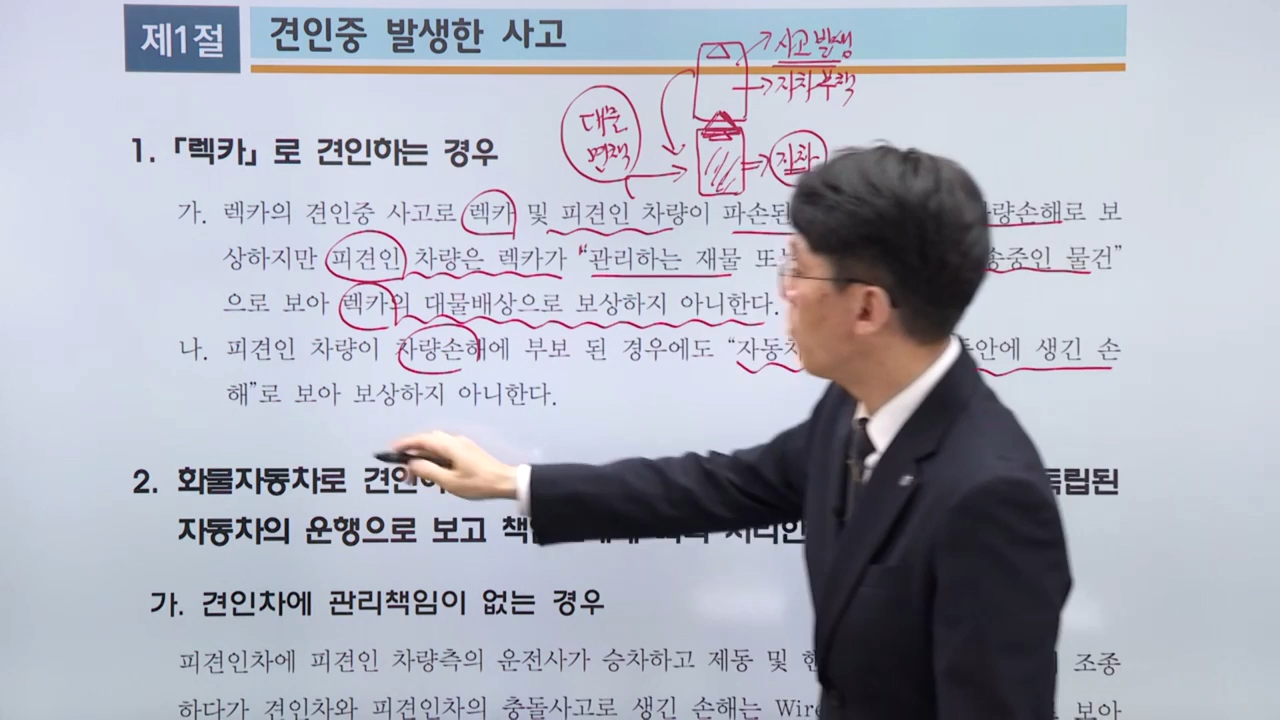 제1절 견인중 발생한 사고
사고발생
자차부책
대물
면책
자차
1. 「렉카」로 견인하는 경우
가. 렉카의 견인중 사고로 렉카 및 피견인 차량이 파손된 차량손해로 보
상하지만 피견인 차량은 렉카가 “관리하는 재물 또는 송중인 물건”
으로 보아 렉카의 대물배상으로 보상하지 아니한다.
나. 피견인 차량이 차량손해에 부보 된 경우에도 “자동차 동안에 생긴 손
해”로 보아 보상하지 아니한다.
2. 화물자동차로 독립된
자동차의 운행으로 보고
가. 견인차에 관리책임이 없는 경우
피견인차에 피견인 차량측의 운전사가 승차하고 제동 및 조종
하다가 견인차와 피견인차의 충돌사고로 생긴 손해는 보아